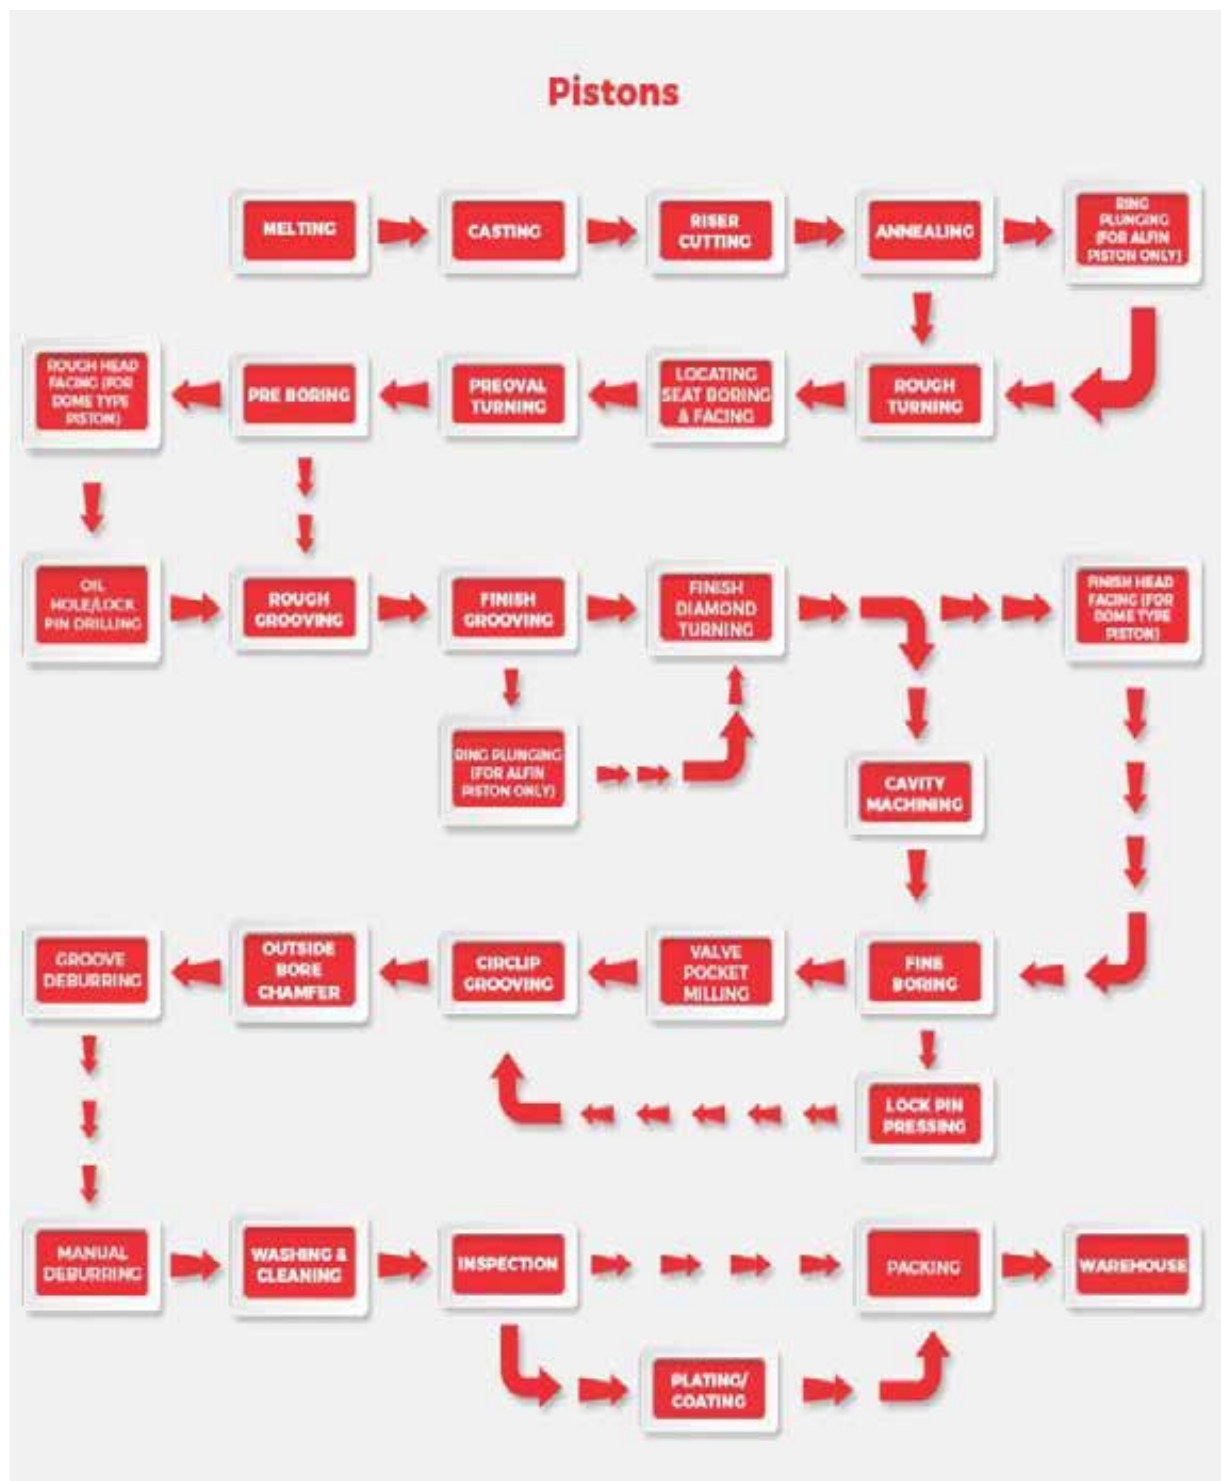 Pistons
MELTING
CASTING
RISER
CUTTING
ANNEALING
RING
PLUNGING
(FOR ALFIN
PISTON ONLY)
ROUGH HEAD
FACING (FOR
DOME TYPE
PISTON)
PRE BORING
PREOVAL
TURNING
LOCATING
SEAT BORING
& FACING
ROUGH
TURNING
OIL
HOLE/LOCK
PIN DRILLING
ROUGH
GROOVING
FINISH
GROOVING
FINISH
DIAMOND
TURNING
FINISH HEAD
FACING (FOR
DOME TYPE
PISTON)
RING PLUNGING
(FOR ALFIN
PISTON ONLY)
CAVITY
MACHINING
GROOVE
DEBURRING
OUTSIDE
BORE
CHAMFER
CIRCLIP
GROOVING
VALVE
POCKET
MILLING
FINE
BORING
LOCK PIN
PRESSING
MANUAL
DEBURRING
WASHING &
CLEANING
INSPECTION
PACKING
WAREHOUSE
PLATING/
COATING